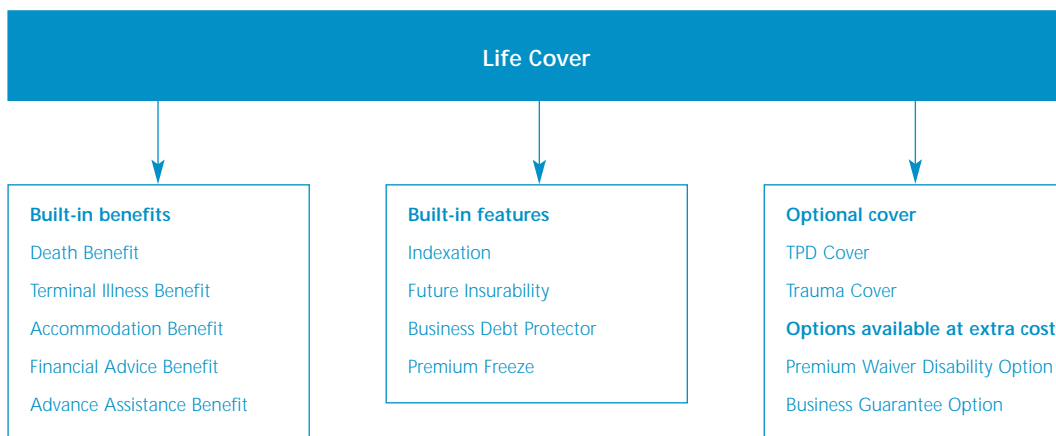 Life Cover
Built-in benefits
Death Benefit
Terminal Illness Benefit
Accommodation Benefit
Financial Advice Benefit
Advance Assistance Benefit
Built-in features
Indexation
Future Insurability
Business Debt Protector
Premium Freeze
Optional cover
TPD Cover
Trauma Cover
Options available at extra cost
Premium Waiver Disability Option
Business Guarantee Option